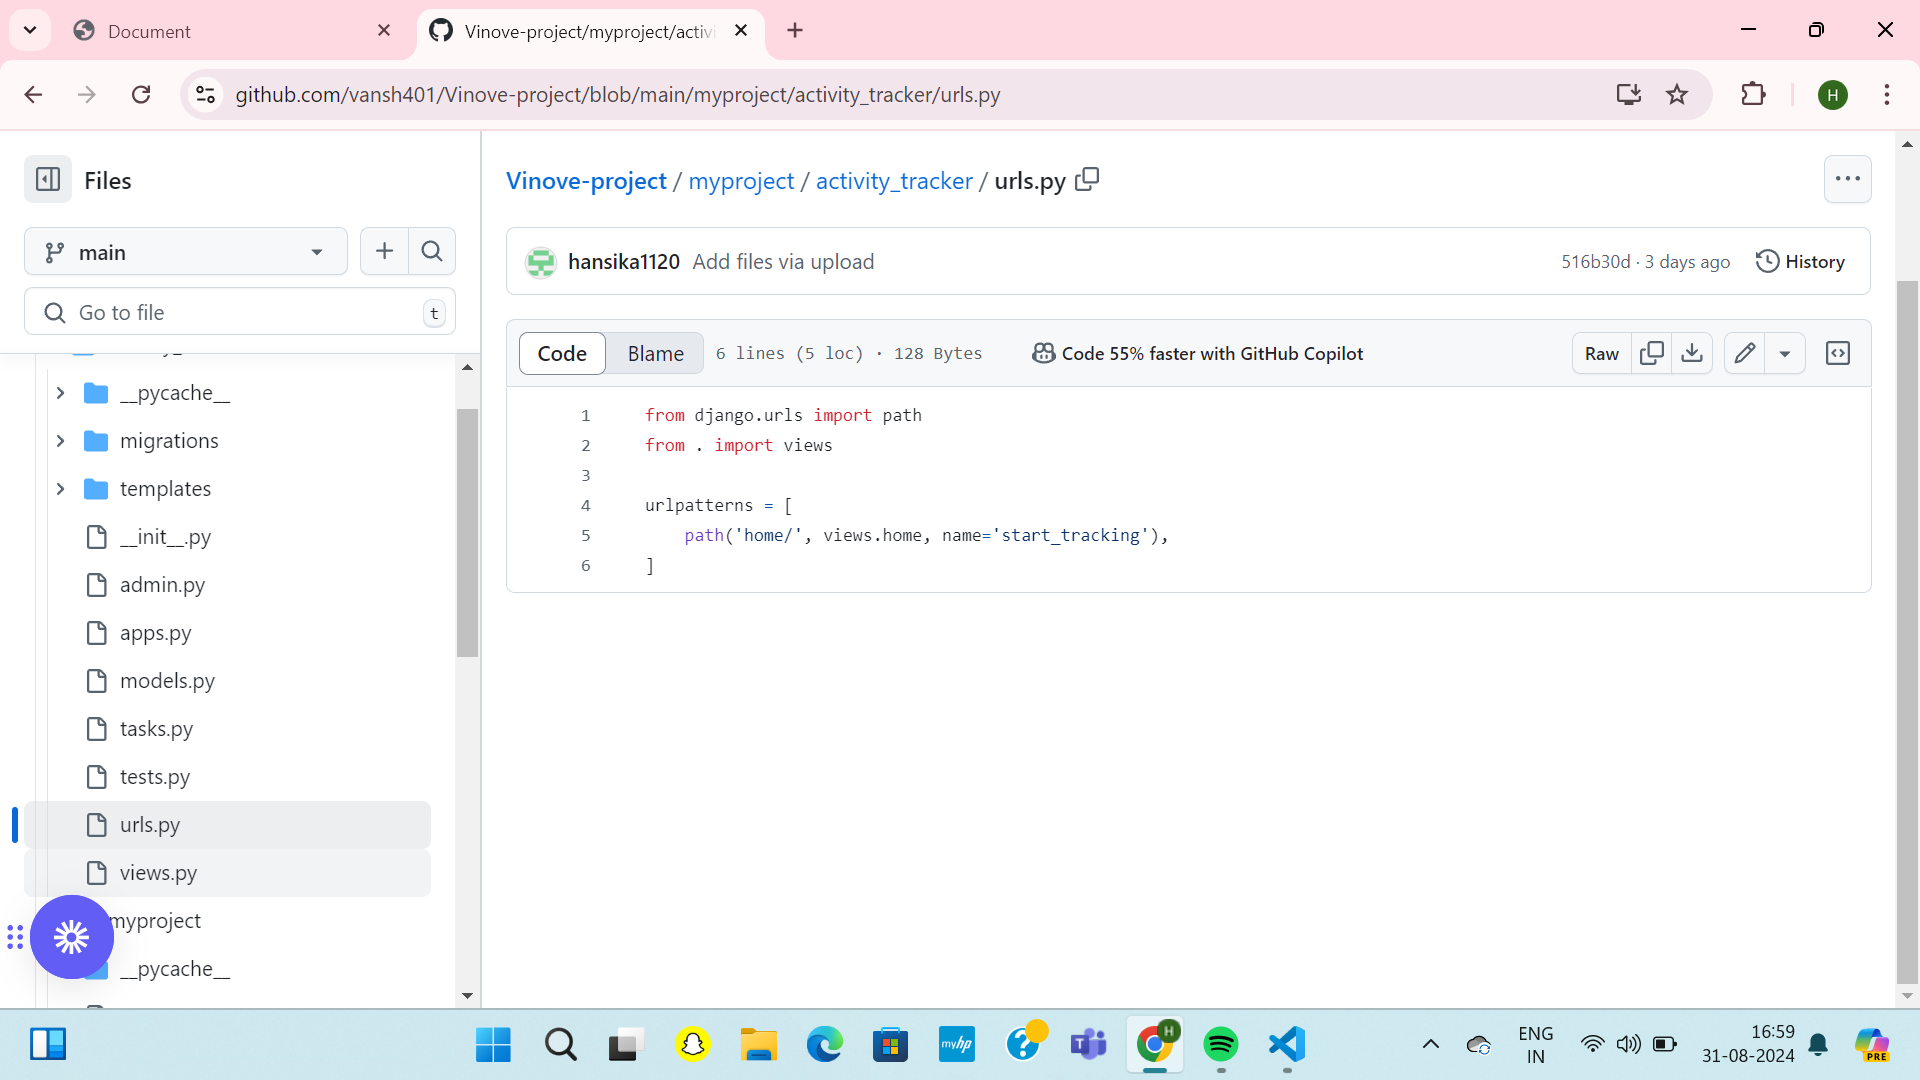 Document
Vinove-project/myproject/activi
github.com/vansh401/Vinove-project/blob/main/myproject/activity_tracker/urls.py
H
Files
main
Go to file
t
__pycache__
migrations
templates
__init__.py
admin.py
apps.py
models.py
tasks.py
tests.py
urls.py
views.py
myproject
__pycache__
Vinove-project / myproject / activity_tracker / urls.py
hansika1120 Add files via upload
516b30d · 3 days ago
History
Code
Blame
6 lines (5 loc) · 128 Bytes
Code 55% faster with GitHub Copilot
Raw
1 from django.urls import path
2 from . import views
3
4 urlpatterns = [
5 path('home/', views.home, name='start_tracking'),
6 ]
myhp
H
ENG
IN
16:59
31-08-2024
PRE